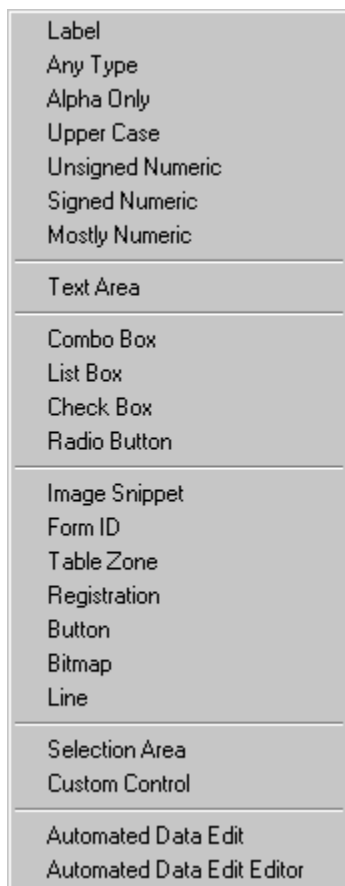 Label
Any Type
Alpha Only
Upper Case
Unsigned Numeric
Signed Numeric
Mostly Numeric
Text Area
Combo Box
List Box
Check Box
Radio Button
Image Snippet
Form ID
Table Zone
Registration
Button
Bitmap
Line
Selection Area
Custom Control
Automated Data Edit
Automated Data Edit Editor